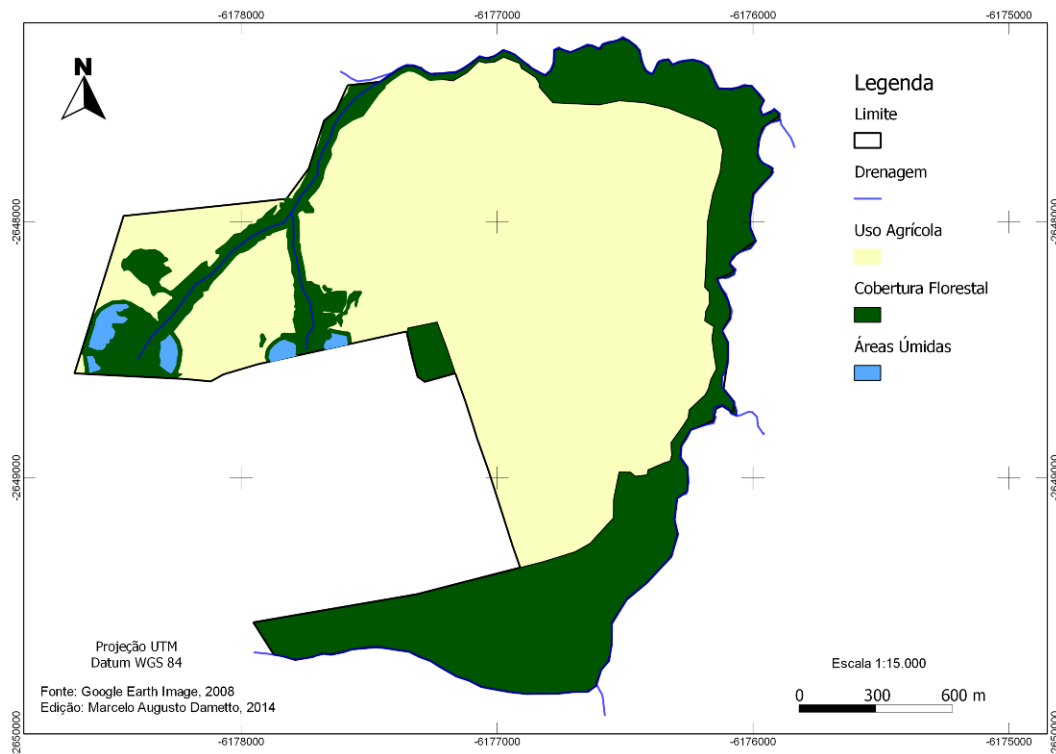 -6178000
-6177000
-6176000
-6175000
N
Legenda
Limite
Drenagem
-2648000
-2648000
Uso Agrícola
Cobertura Florestal
Áreas Úmidas
-2649000
-2649000
Projeção UTM
Datum WGS 84
Escala 1:15.000
Fonte: Google Earth Image, 2008
Edição: Marcelo Augusto Dametto, 2014
0 300 600 m
-2650000
-2650000
-6178000
-6177000
-6176000
-6175000